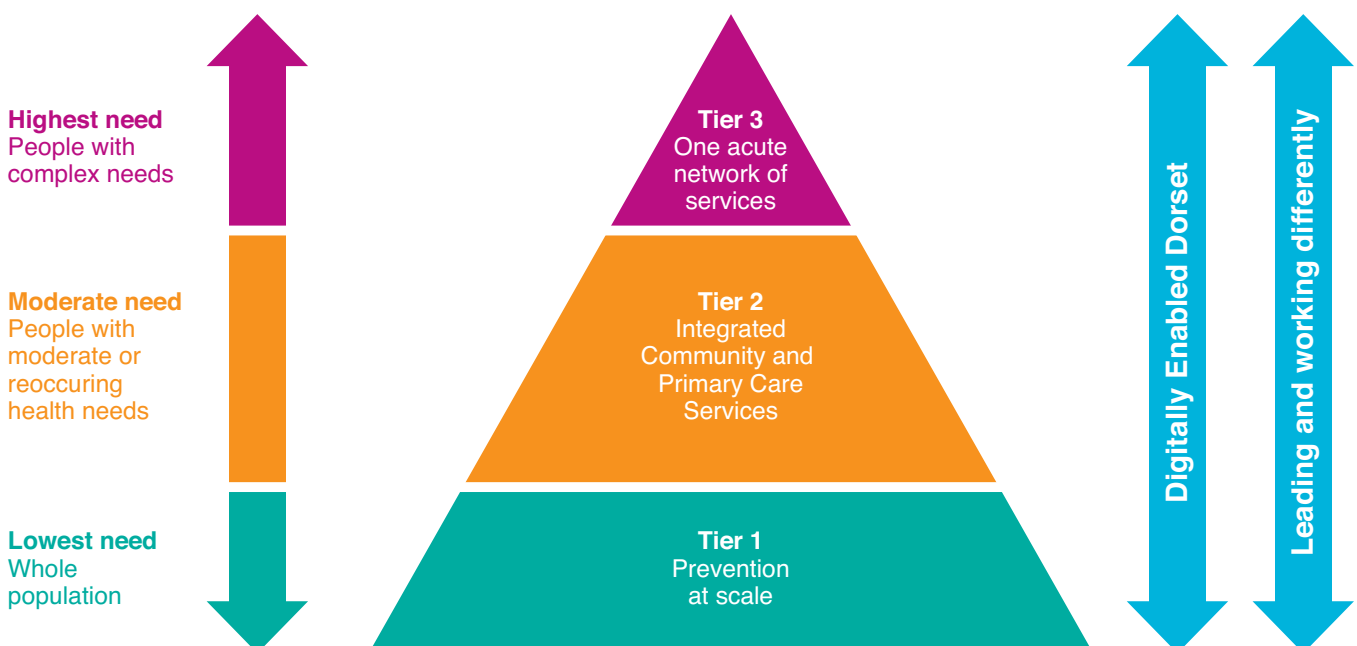 Highest need
People with
complex needs
Tier 3
One acute
network of
services
Moderate need
People with
moderate or
reoccuring
health needs
Tier 2
Integrated
Community and
Primary Care
Services
Lowest need
Whole
population
Tier 1
Prevention
at scale
Digitally Enabled Dorset
Leading and working differently